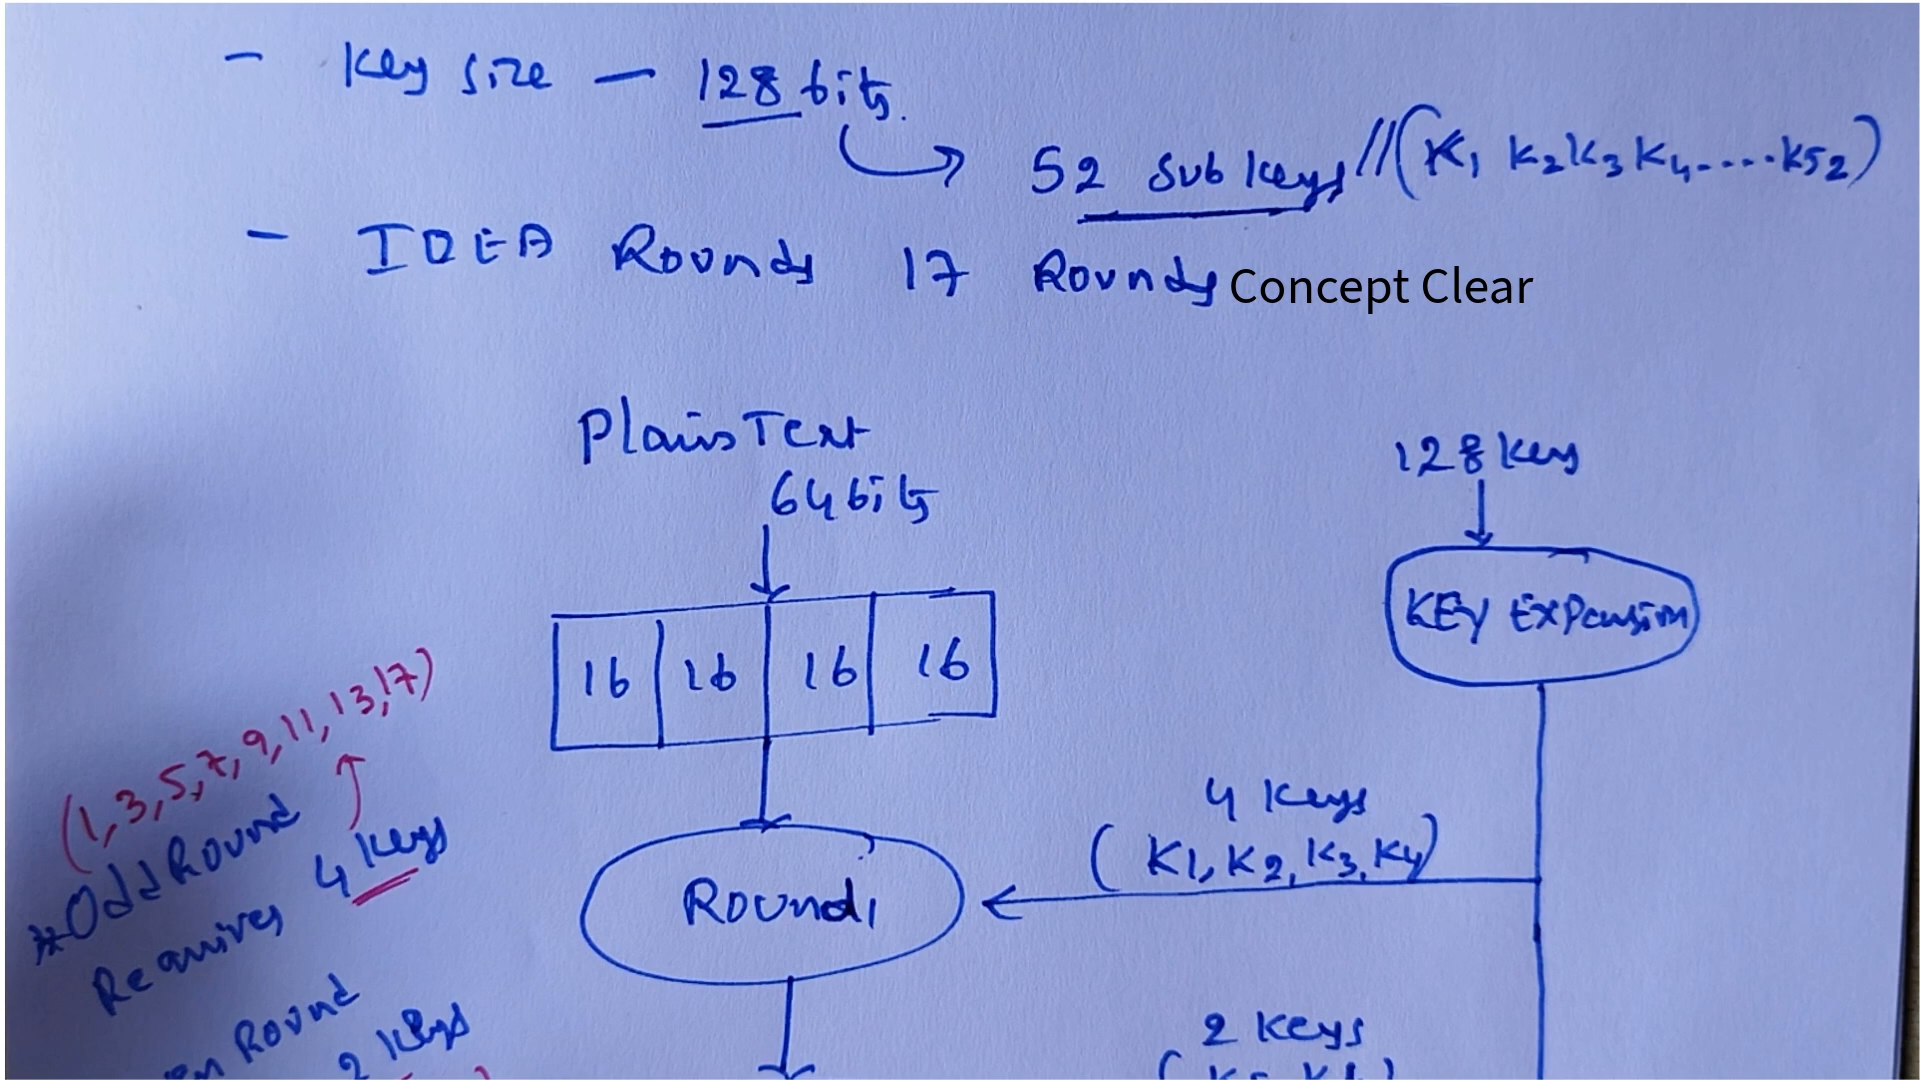 - Key size - 128 bits.
52 Sub keys // (K1 K2 K3 K4.....K52)
- IDEA Rounds 17 Rounds
Concept Clear
Plain Text
64 bits
16 16 16 16
128 Key
KEY Expansion
4 Keys
(K1, K2, K3, K4)
Round1
(1,3,5,7,9,11,13,17)
*Odd Round
Requires 4 Keys
Round
2 keys
2 Keys